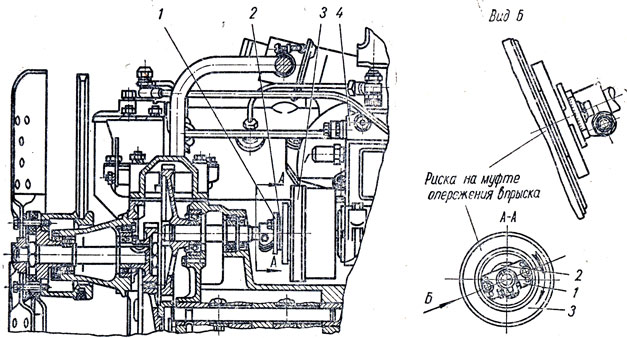 1 2 3 4
Вид Б
А
А
Риска на муфте
опережения впрыска
А-А
Б
2
1
3